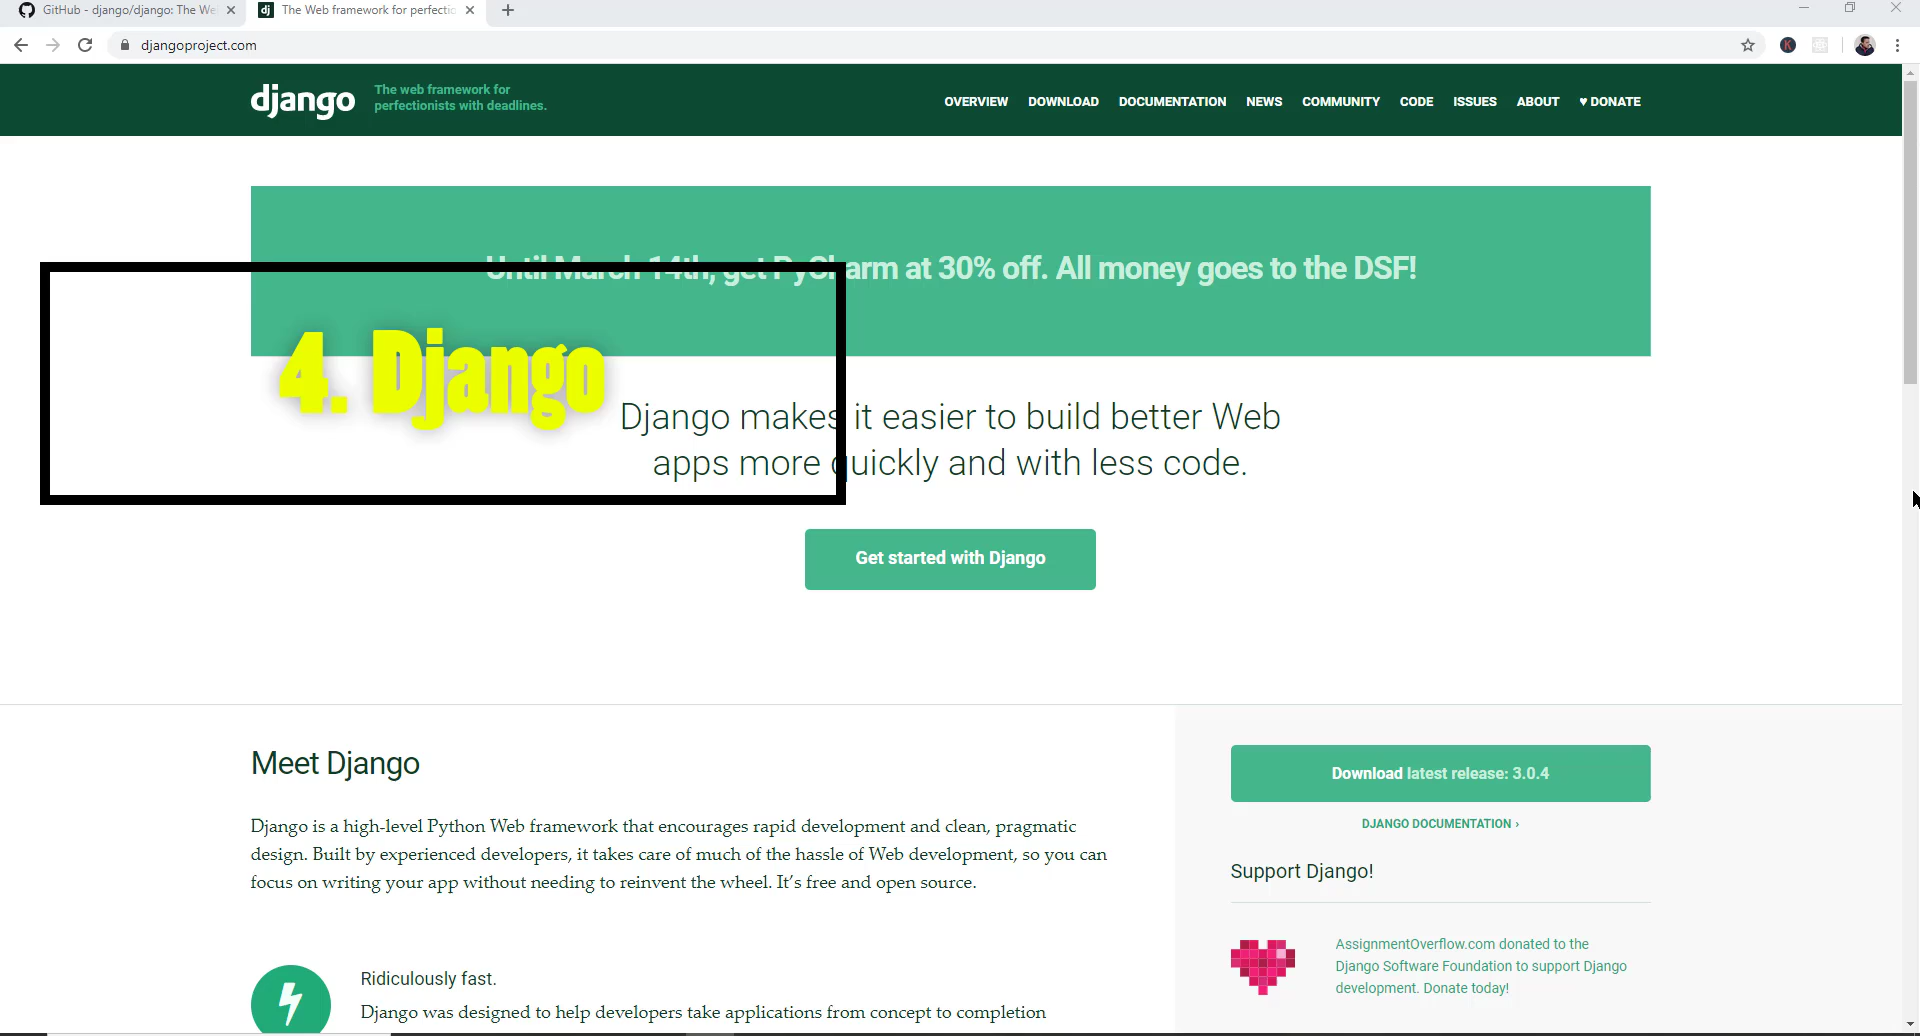 GitHub - django/django: The We
dj The Web framework for perfectio
djangoproject.com
K
django
The web framework for
perfectionists with deadlines.
OVERVIEW DOWNLOAD DOCUMENTATION NEWS COMMUNITY CODE ISSUES ABOUT ♥ DONATE
Until March 14th, get PyCharm at 30% off. All money goes to the DSF!
4. Django
Django makes it easier to build better Web
apps more quickly and with less code.
Get started with Django
Meet Django
Django is a high-level Python Web framework that encourages rapid development and clean, pragmatic
design. Built by experienced developers, it takes care of much of the hassle of Web development, so you can
focus on writing your app without needing to reinvent the wheel. It’s free and open source.
Ridiculously fast.
Django was designed to help developers take applications from concept to completion
Download latest release: 3.0.4
DJANGO DOCUMENTATION ›
Support Django!
AssignmentOverflow.com donated to the
Django Software Foundation to support Django
development. Donate today!